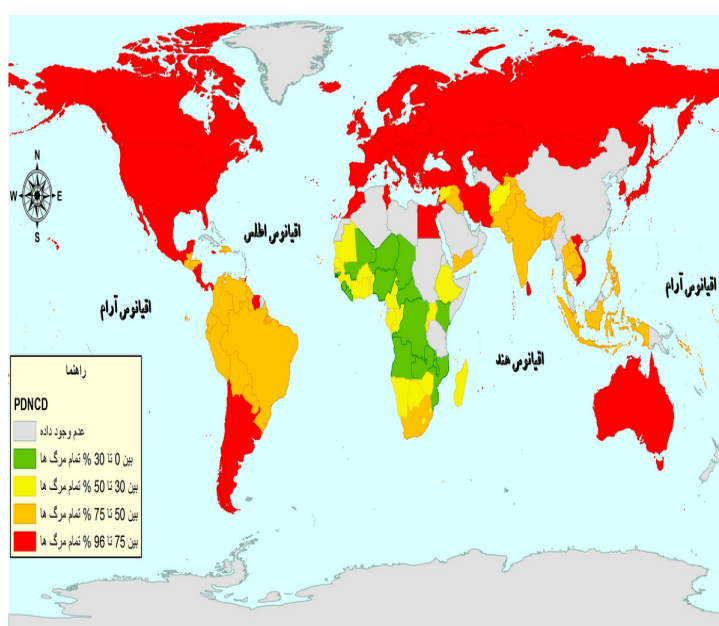 N
W
E
S
اقیانوس اطلس
اقیانوس آرام
اقیانوس آرام
اقیانوس هند
راهنما
PDNCD
عدم وجود داده
بین 0 تا 30 % تمام مرگ ها
بین 30 تا 50 % تمام مرگ ها
بین 50 تا 75 % تمام مرگ ها
بین 75 تا 96 % تمام مرگ ها